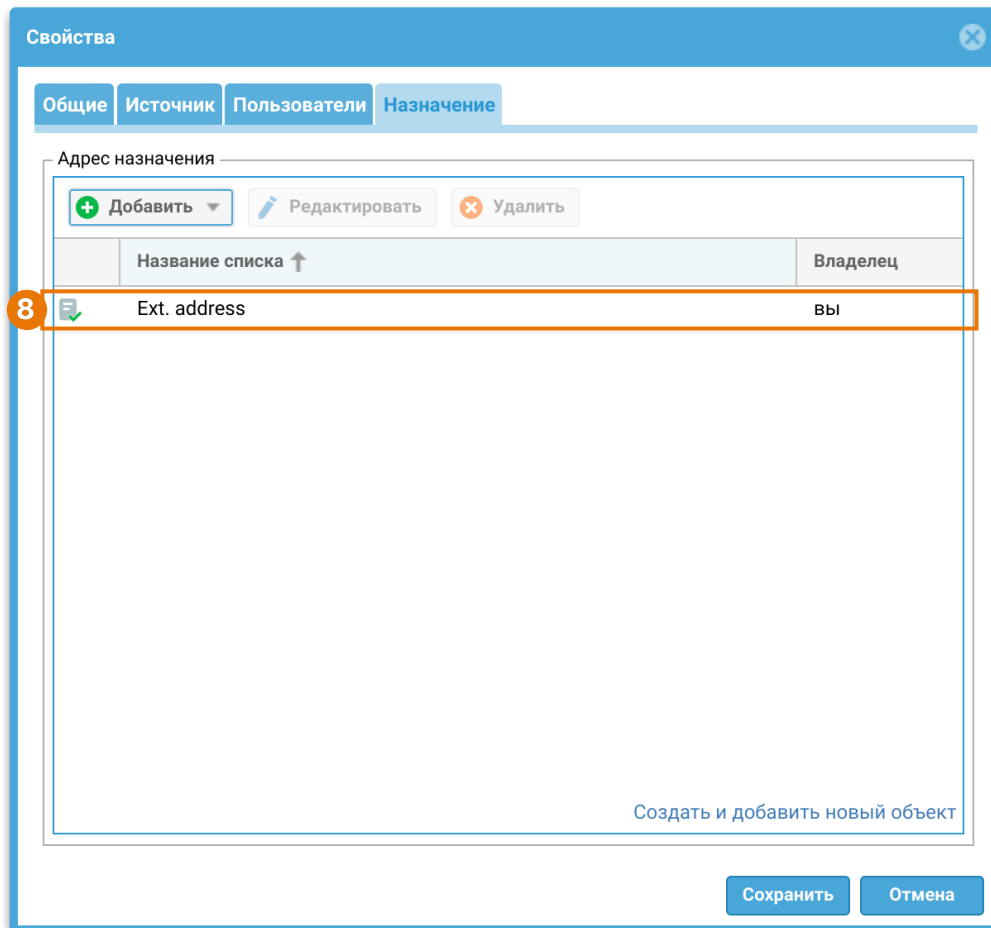 Свойства
Общие Источник Пользователи Назначение
Адрес назначения
Добавить Редактировать Удалить
Название списка Владелец
8 Ext. address вы
Создать и добавить новый объект
Сохранить Отмена